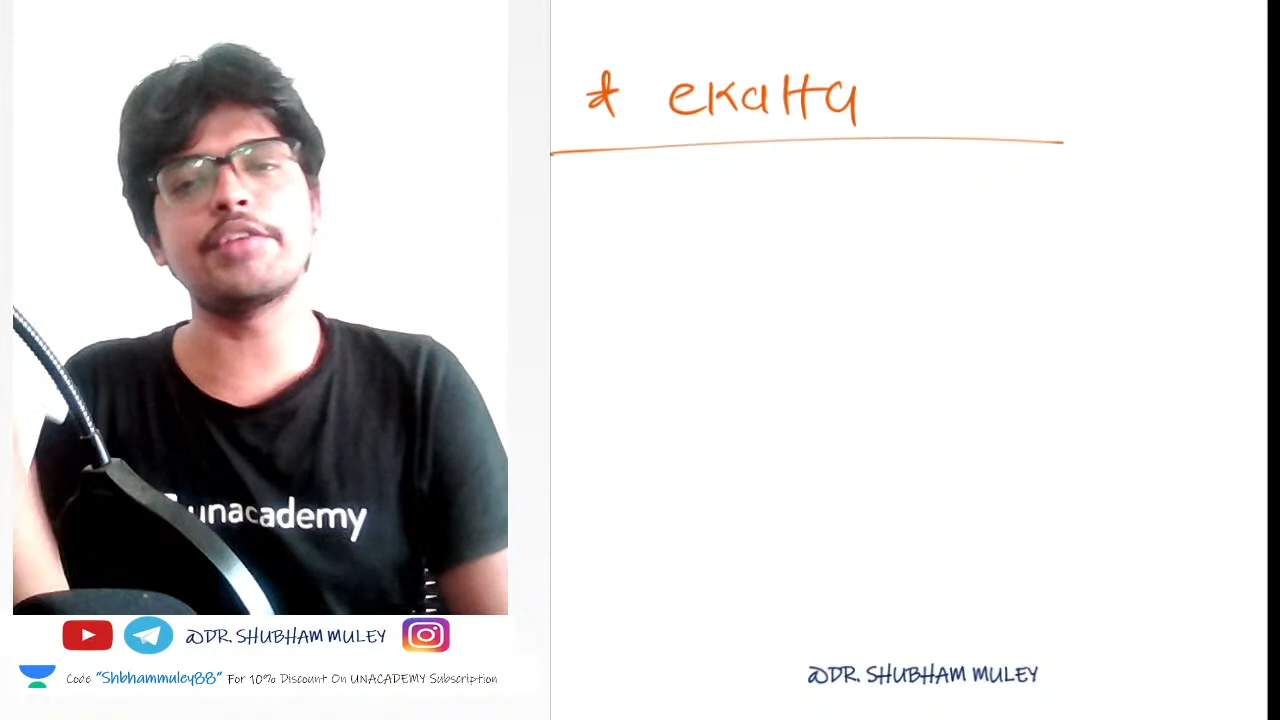 * ekatta
unacademy
@DR. SHUBHAM MULEY
Code "Shbhammuley88" For 10% Discount On UNACADEMY Subscription
@DR. SHUBHAM MULEY